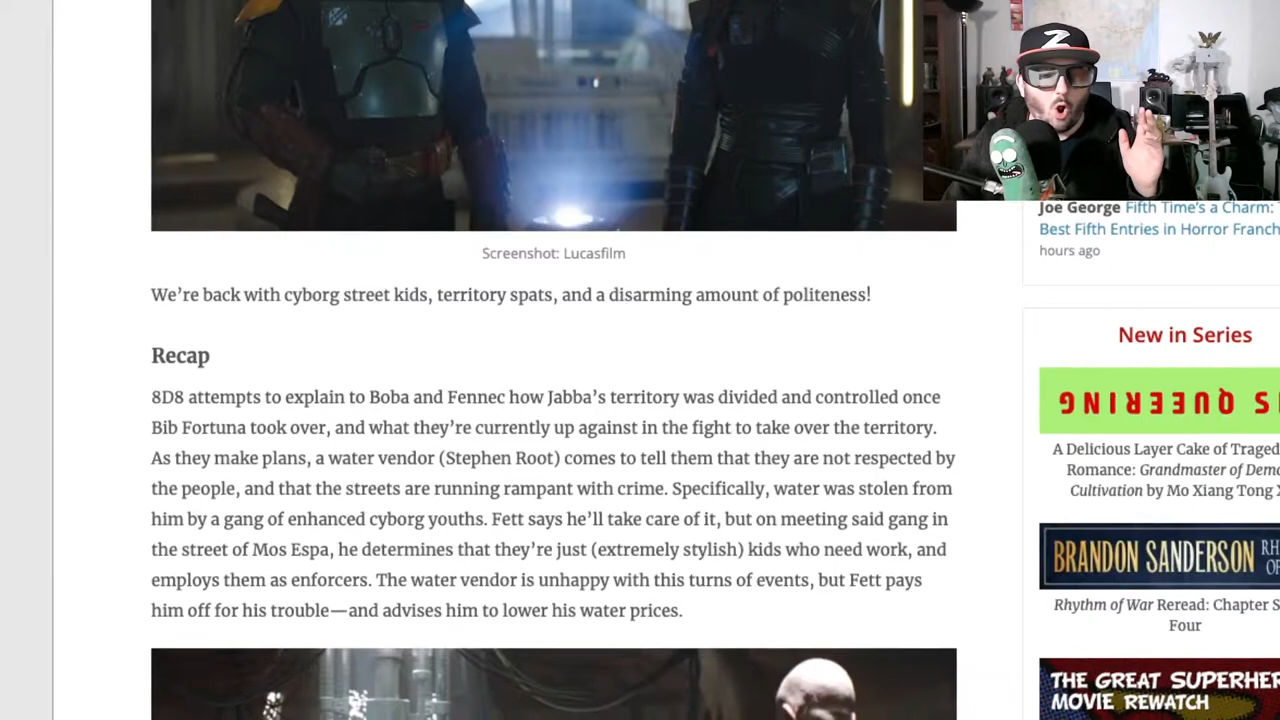 Z
Joe George Fifth Time's a Charm:
Best Fifth Entries in Horror Franch
hours ago
Screenshot: Lucasfilm
We're back with cyborg street kids, territory spats, and a disarming amount of politeness!
Recap
8D8 attempts to explain to Boba and Fennec how Jabba's territory was divided and controlled once
Bib Fortuna took over, and what they're currently up against in the fight to take over the territory.
As they make plans, a water vendor (Stephen Root) comes to tell them that they are not respected by
the people, and that the streets are running rampant with crime. Specifically, water was stolen from
him by a gang of enhanced cyborg youths. Fett says he'll take care of it, but on meeting said gang in
the street of Mos Espa, he determines that they're just (extremely stylish) kids who need work, and
employs them as enforcers. The water vendor is unhappy with this turns of events, but Fett pays
him off for his trouble—and advises him to lower his water prices.
New in Series
S QUEERING
A Delicious Layer Cake of Traged
Romance: Grandmaster of Demo
Cultivation by Mo Xiang Tong X
BRANDON SANDERSON RH
OF
Rhythm of War Reread: Chapter S
Four
THE GREAT SUPERHE
MOVIE REWATCH